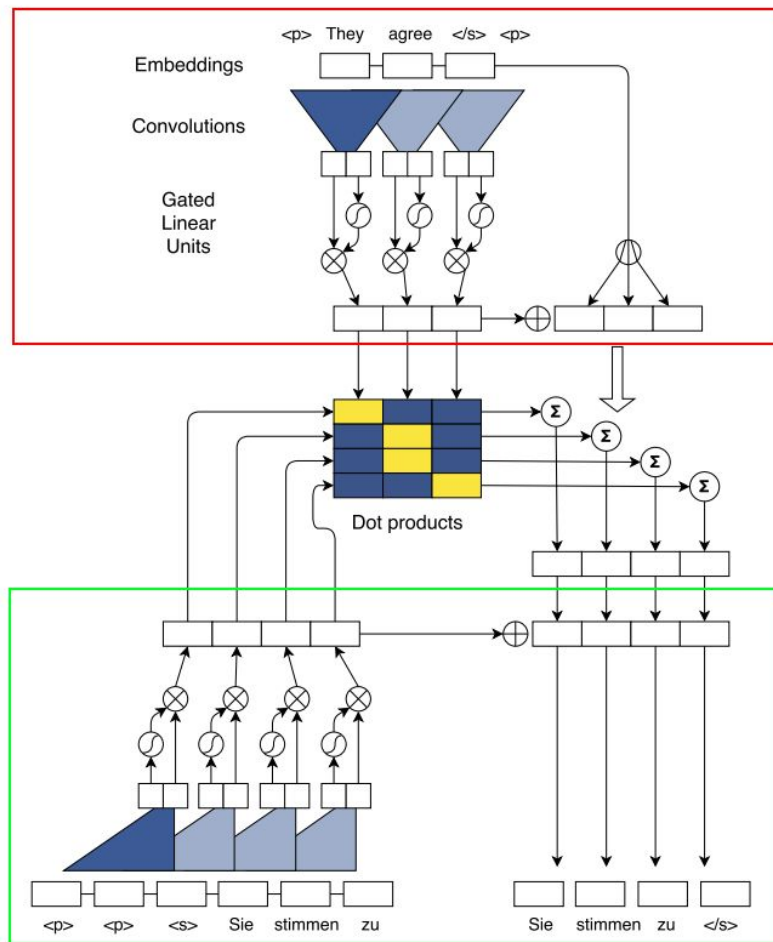 <p> They agree </s> <p>
Embeddings
Convolutions
Gated
Linear
Units
Σ
Σ
Σ
Σ
Dot products
<p> <p> <s> Sie stimmen zu
Sie stimmen zu </s>